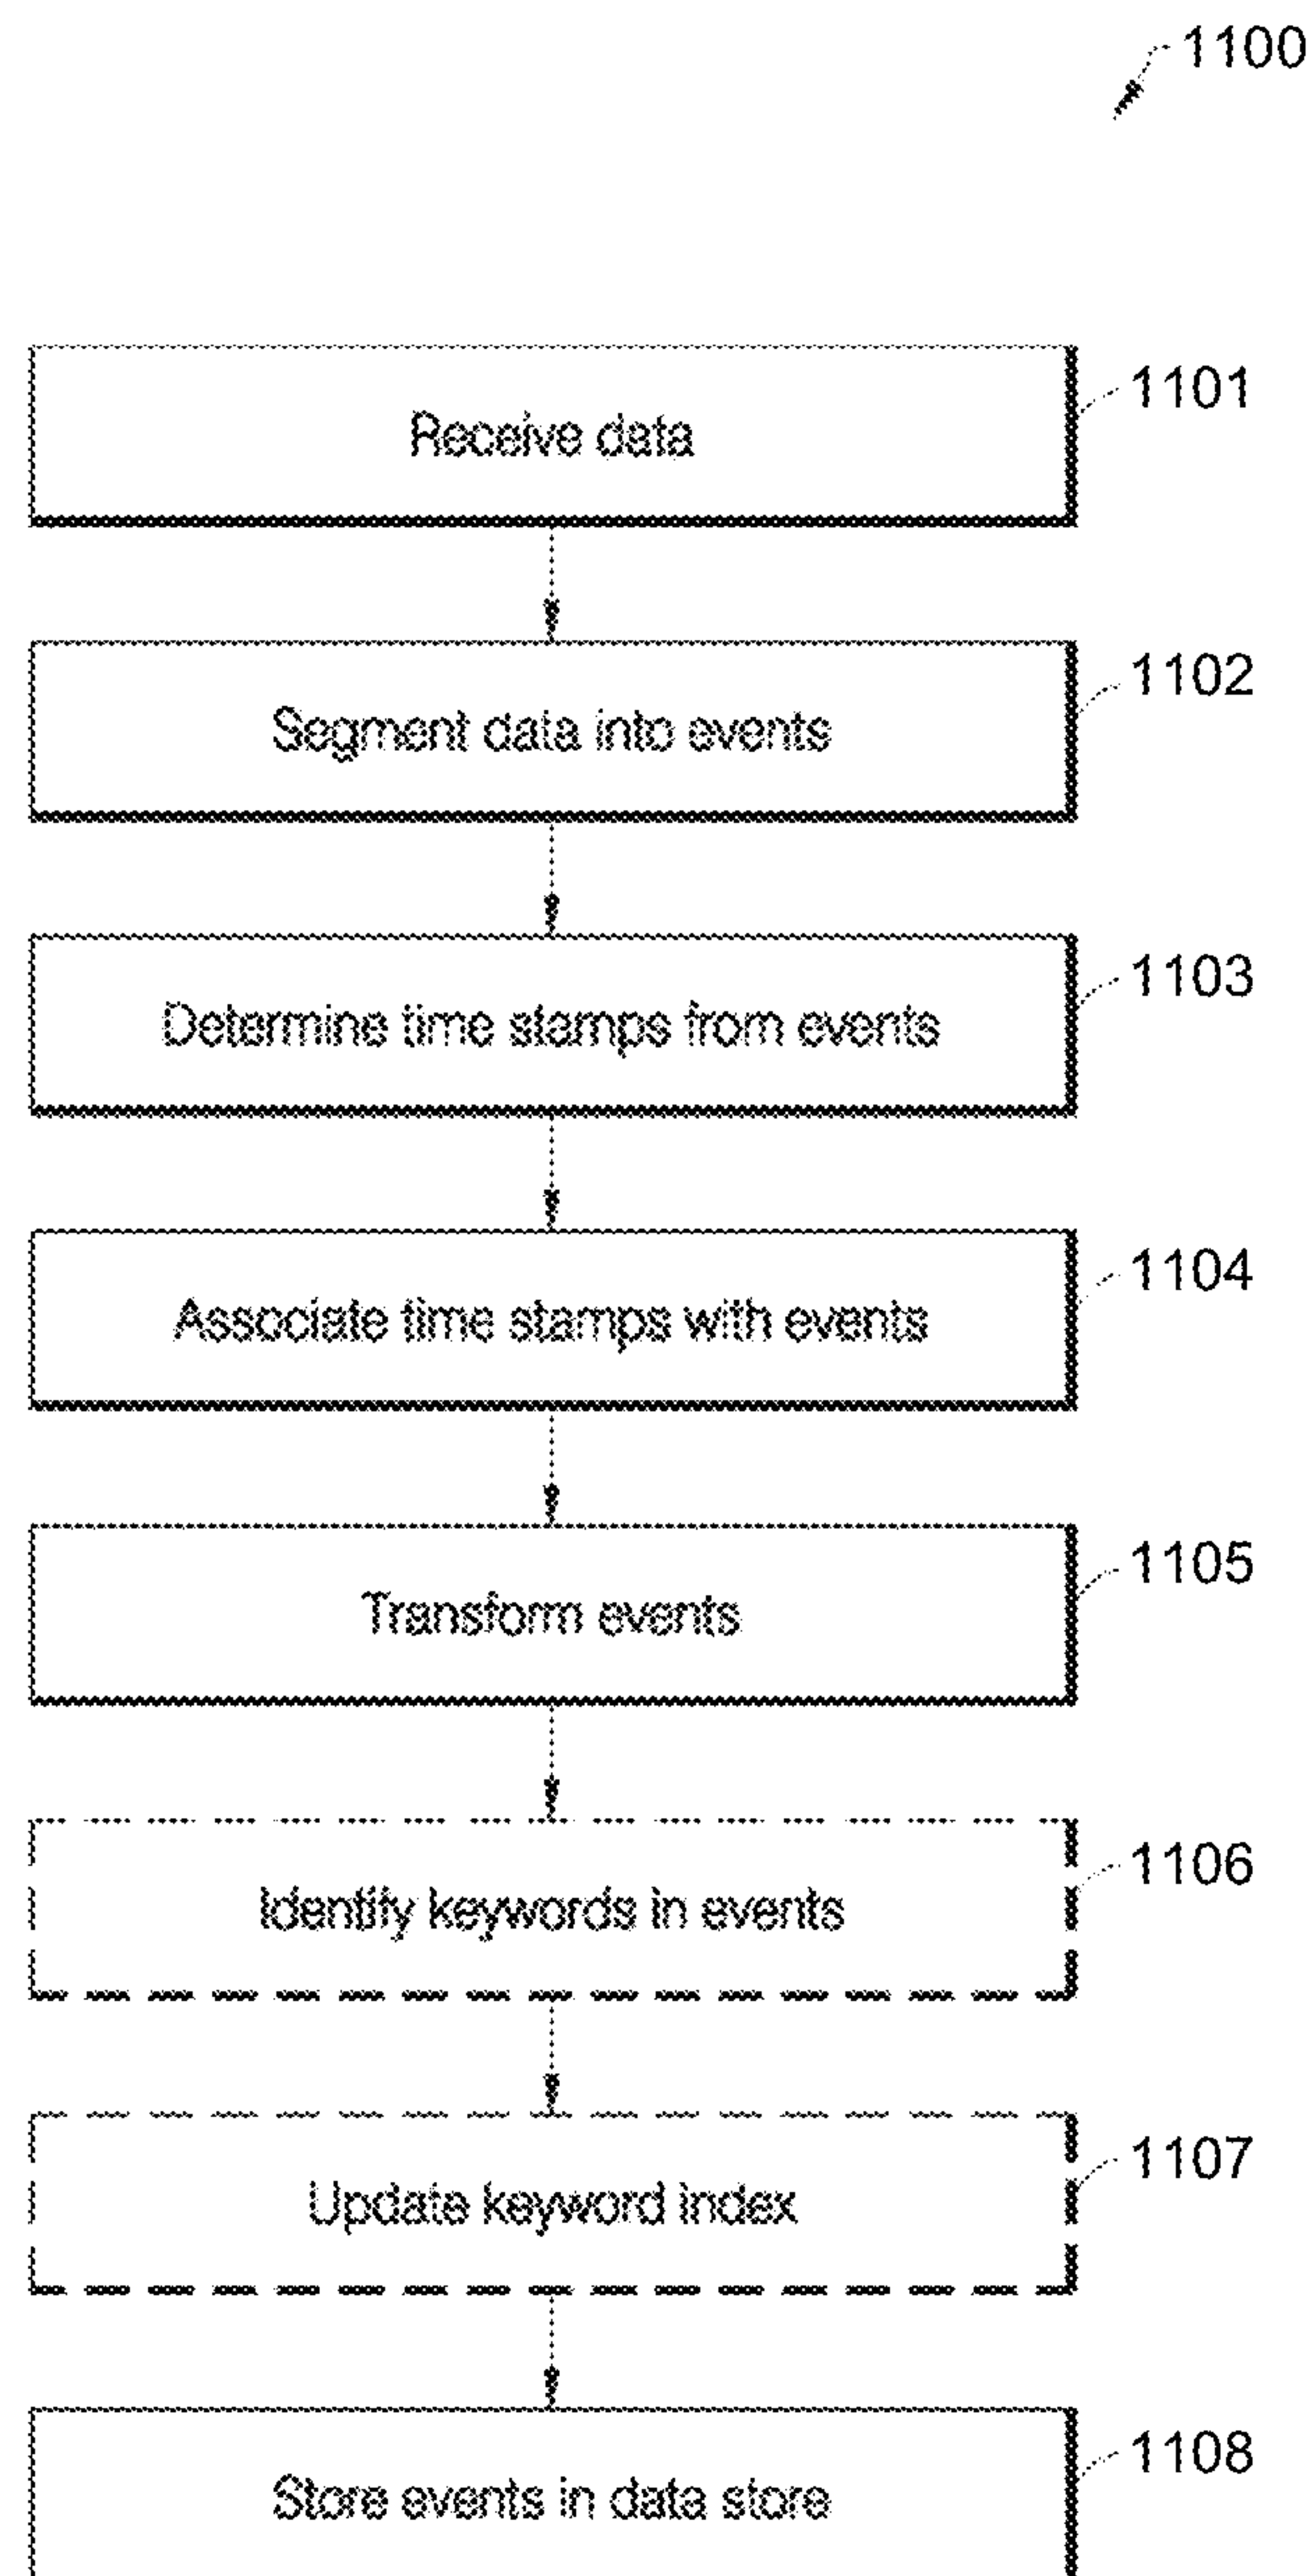 1100
Receive data
1101
Segment data into events
1102
Determine time stamps from events
1103
Associate time stamps with events
1104
Transform events
1105
Identify keywords in events
1106
Update keyword index
1107
Store events in data store
1108